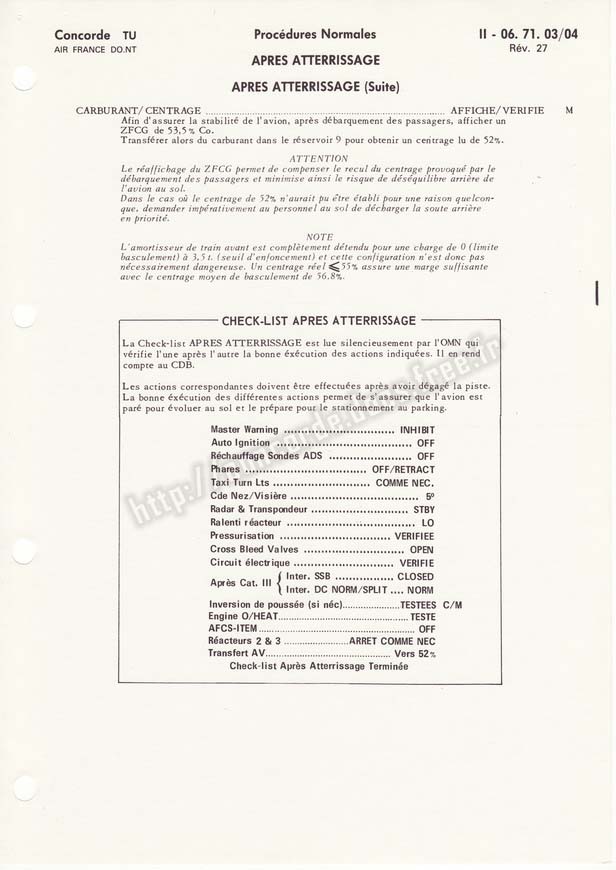 Concorde TU
Procédures Normales
II - 06. 71. 03/04
AIR FRANCE DO.NT
Rév. 27
APRES ATTERRISSAGE
APRES ATTERRISSAGE (Suite)
CARBURANT/ CENTRAGE ........ AFFICHE/VERIFIE M
Afin d'assurer la stabilité de l'avion, après débarquement des passagers, afficher un
ZFCG de 53,5 % Co.
Transférer alors du carburant dans le réservoir 9 pour obtenir un centrage lu de 52%.
ATTENTION
Le réaffichage du ZFCG permet de compenser le recul du centrage provoqué par le
débarquement des passagers et minimise ainsi le risque de déséquilibre arrière de
l'avion au sol.
Dans le cas où le centrage de 52% n'aurait pu être établi pour une raison quelcon-
que, demander impérativement au personnel au sol de décharger la soute arrière
en priorité.
NOTE
L'amortisseur de train avant est complètement détendu pour une charge de 0 (limite
basculement) à 3,5 t. (seuil d'enfoncement) et cette configuration n'est donc pas
nécessairement dangereuse. Un centrage réel ⩽ 55% assure une marge suffisante
avec le centrage moyen de basculement de 56.8%.
CHECK-LIST APRES ATTERRISSAGE
La Check-list APRES ATTERRISSAGE est lue silencieusement par l'OMN qui
vérifie l'une après l'autre la bonne éxécution des actions indiquées. Il en rend
compte au CDB.
Les actions correspondantes doivent être effectuées après avoir dégagé la piste.
La bonne éxécution des différentes actions permet de s'assurer que l'avion est
paré pour évoluer au sol et le prépare pour le stationnement au parking.
Master Warning ........ INHIBIT
Auto Ignition ........ OFF
Réchauffage Sondes ADS ........ OFF
Phares ........ OFF/RETRACT
Taxi Turn Lts ........ COMME NEC.
Cde Nez/Visière ........ 5º
Radar & Transpondeur ........ STBY
Ralenti réacteur ........ LO
Pressurisation ........ VERIFIEE
Cross Bleed Valves ........ OPEN
Circuit électrique ........ VERIFIE
Après Cat. III { Inter. SSB ........ CLOSED
Inter. DC NORM/SPLIT .... NORM
Inversion de poussée (si néc)........TESTEES C/M
Engine O/HEAT........ TESTE
AFCS-ITEM........ OFF
Réacteurs 2 & 3 ........ARRET COMME NEC
Transfert AV........ Vers 52%
Check-list Après Atterrissage Terminée